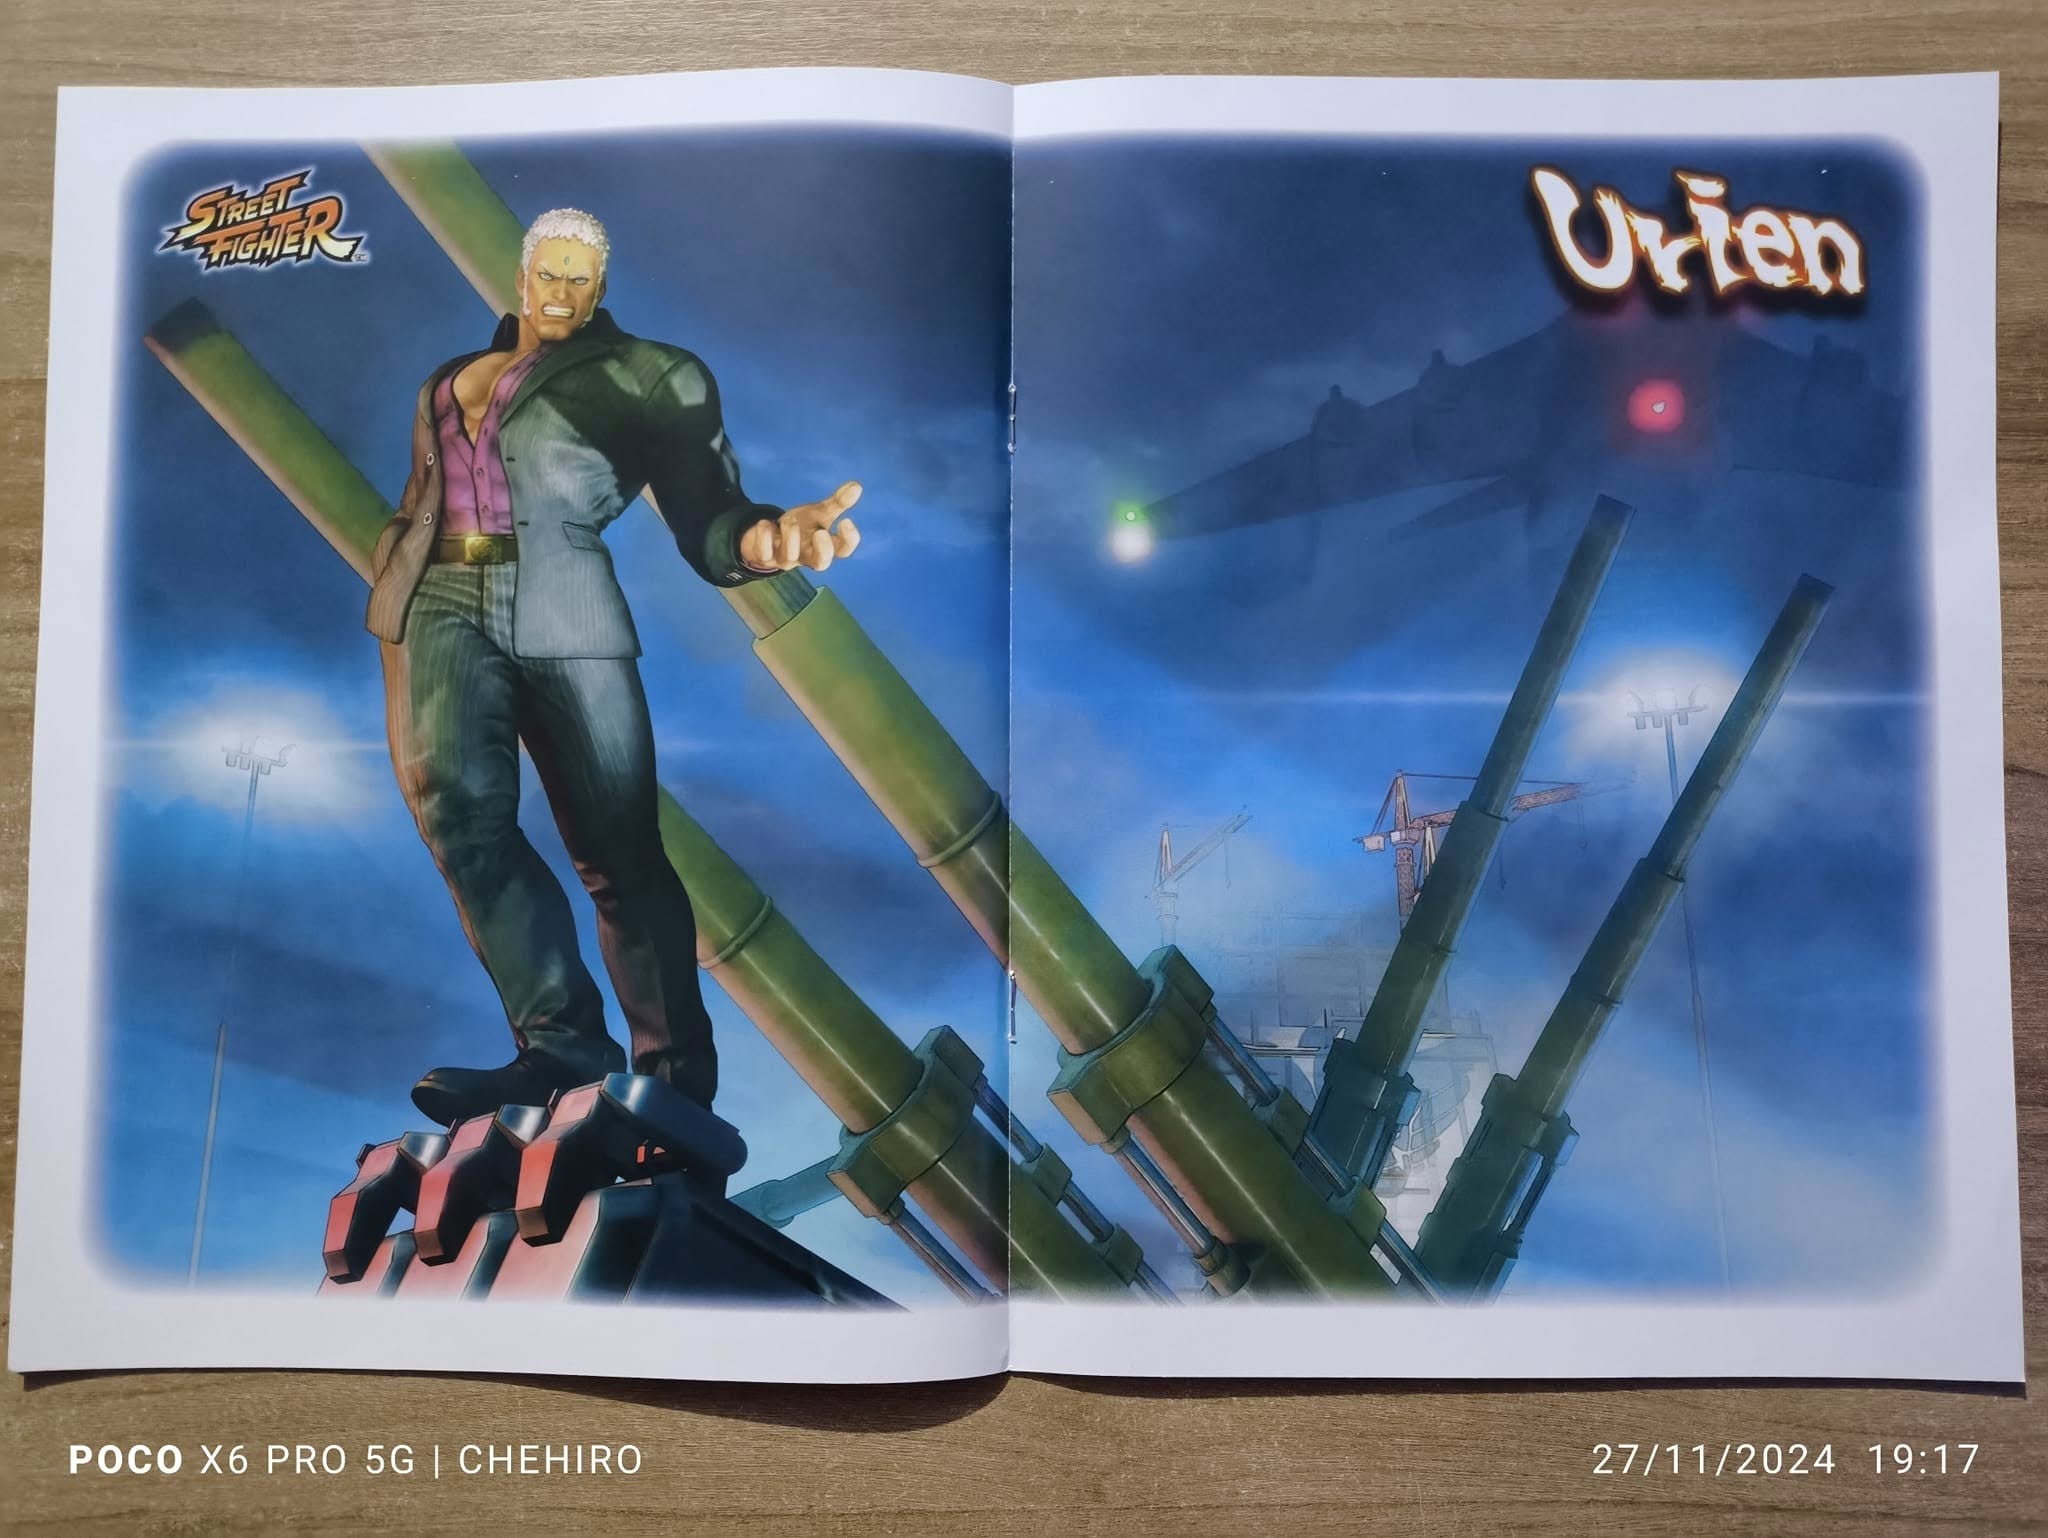 STREET
FIGHTER
Urien
POCO X6 PRO 5G | CHEHIRO
27/11/2024 19:17